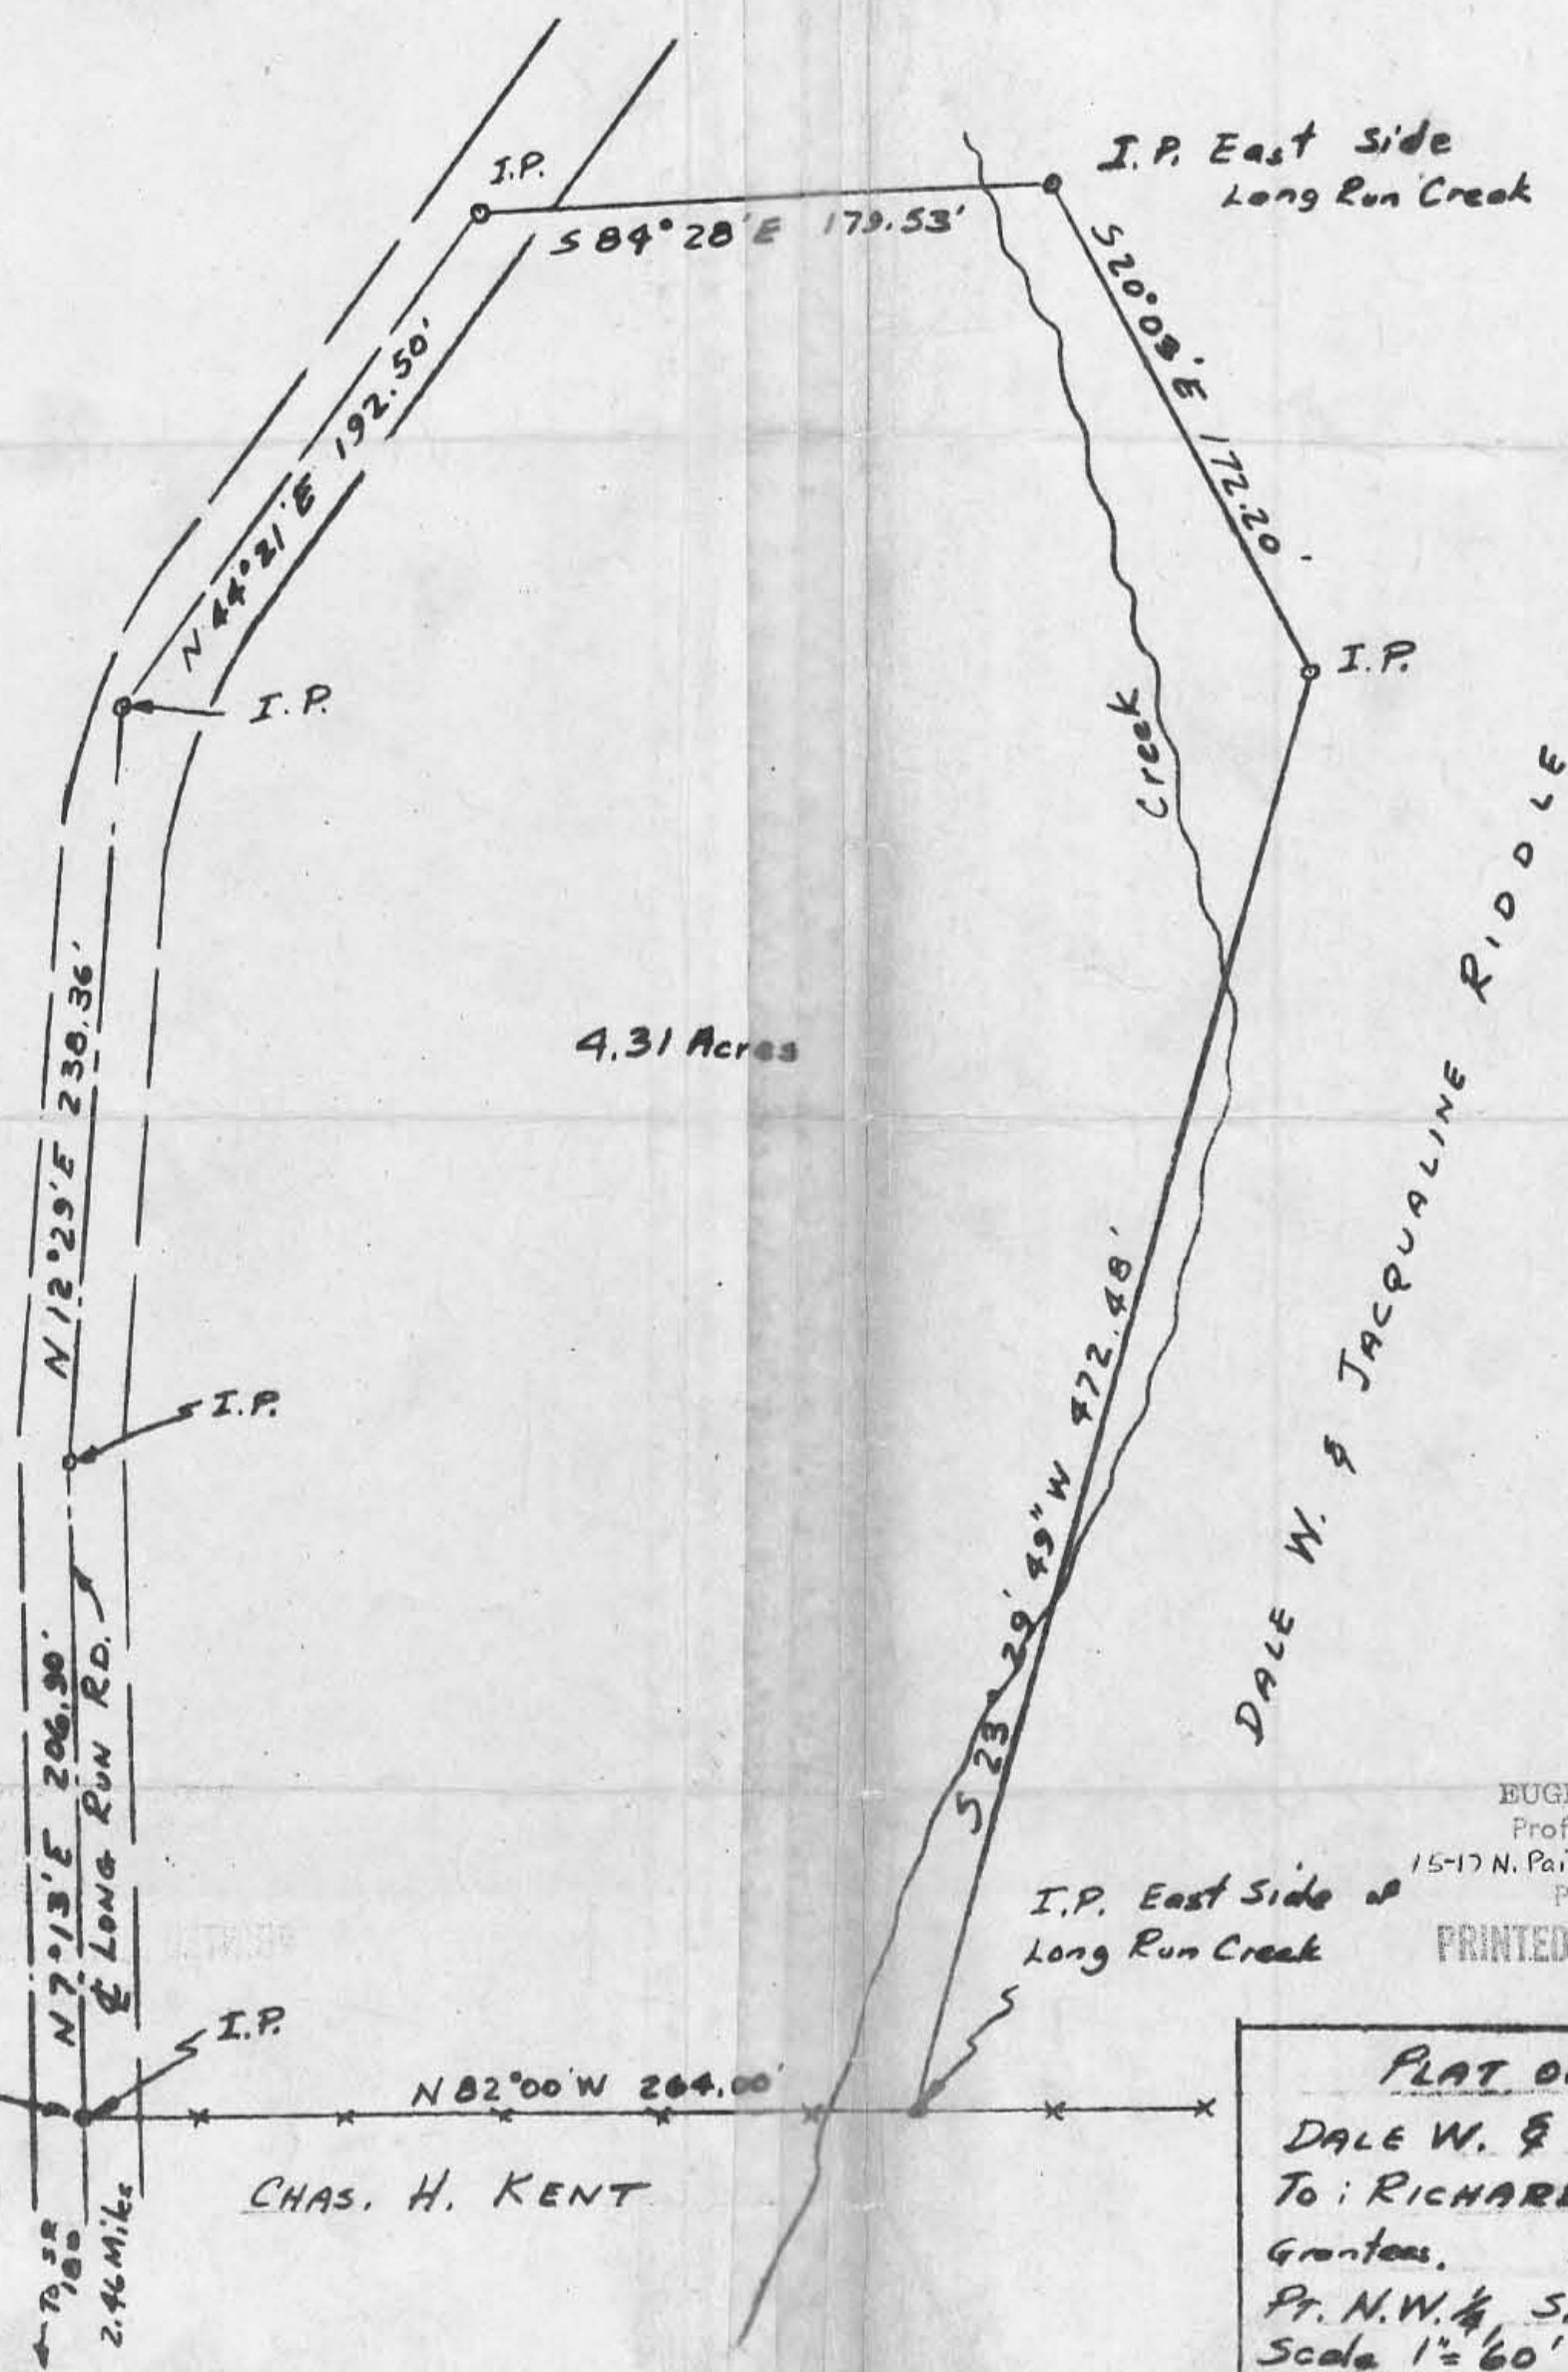 I.P.
I.P. East Side
Long Run Creek
S 84° 28' E 179.53'
S 20° 08' E 172.20'
N 44° 21' E 192.50'
I.P.
I.P.
Creek
4.31 Acres
N 12° 29' E 238.36'
DALE W. & JACQUALINE RIDDLE
I.P.
S 23° 29' 49" W 472.48'
N 7° 13' E 206.90'
℄ LONG RUN RD.
I.P. East Side of
Long Run Creek
15-17 N. Pai
PRINTED
I.P.
N 82° 00' W 264.00'
CHAS. H. KENT
← To SR
2.46 Miles
PLAT
DALE W. &
To: RICHARD
Grantees.
PT. N.W. ¼, S.
Scale 1" = 60'